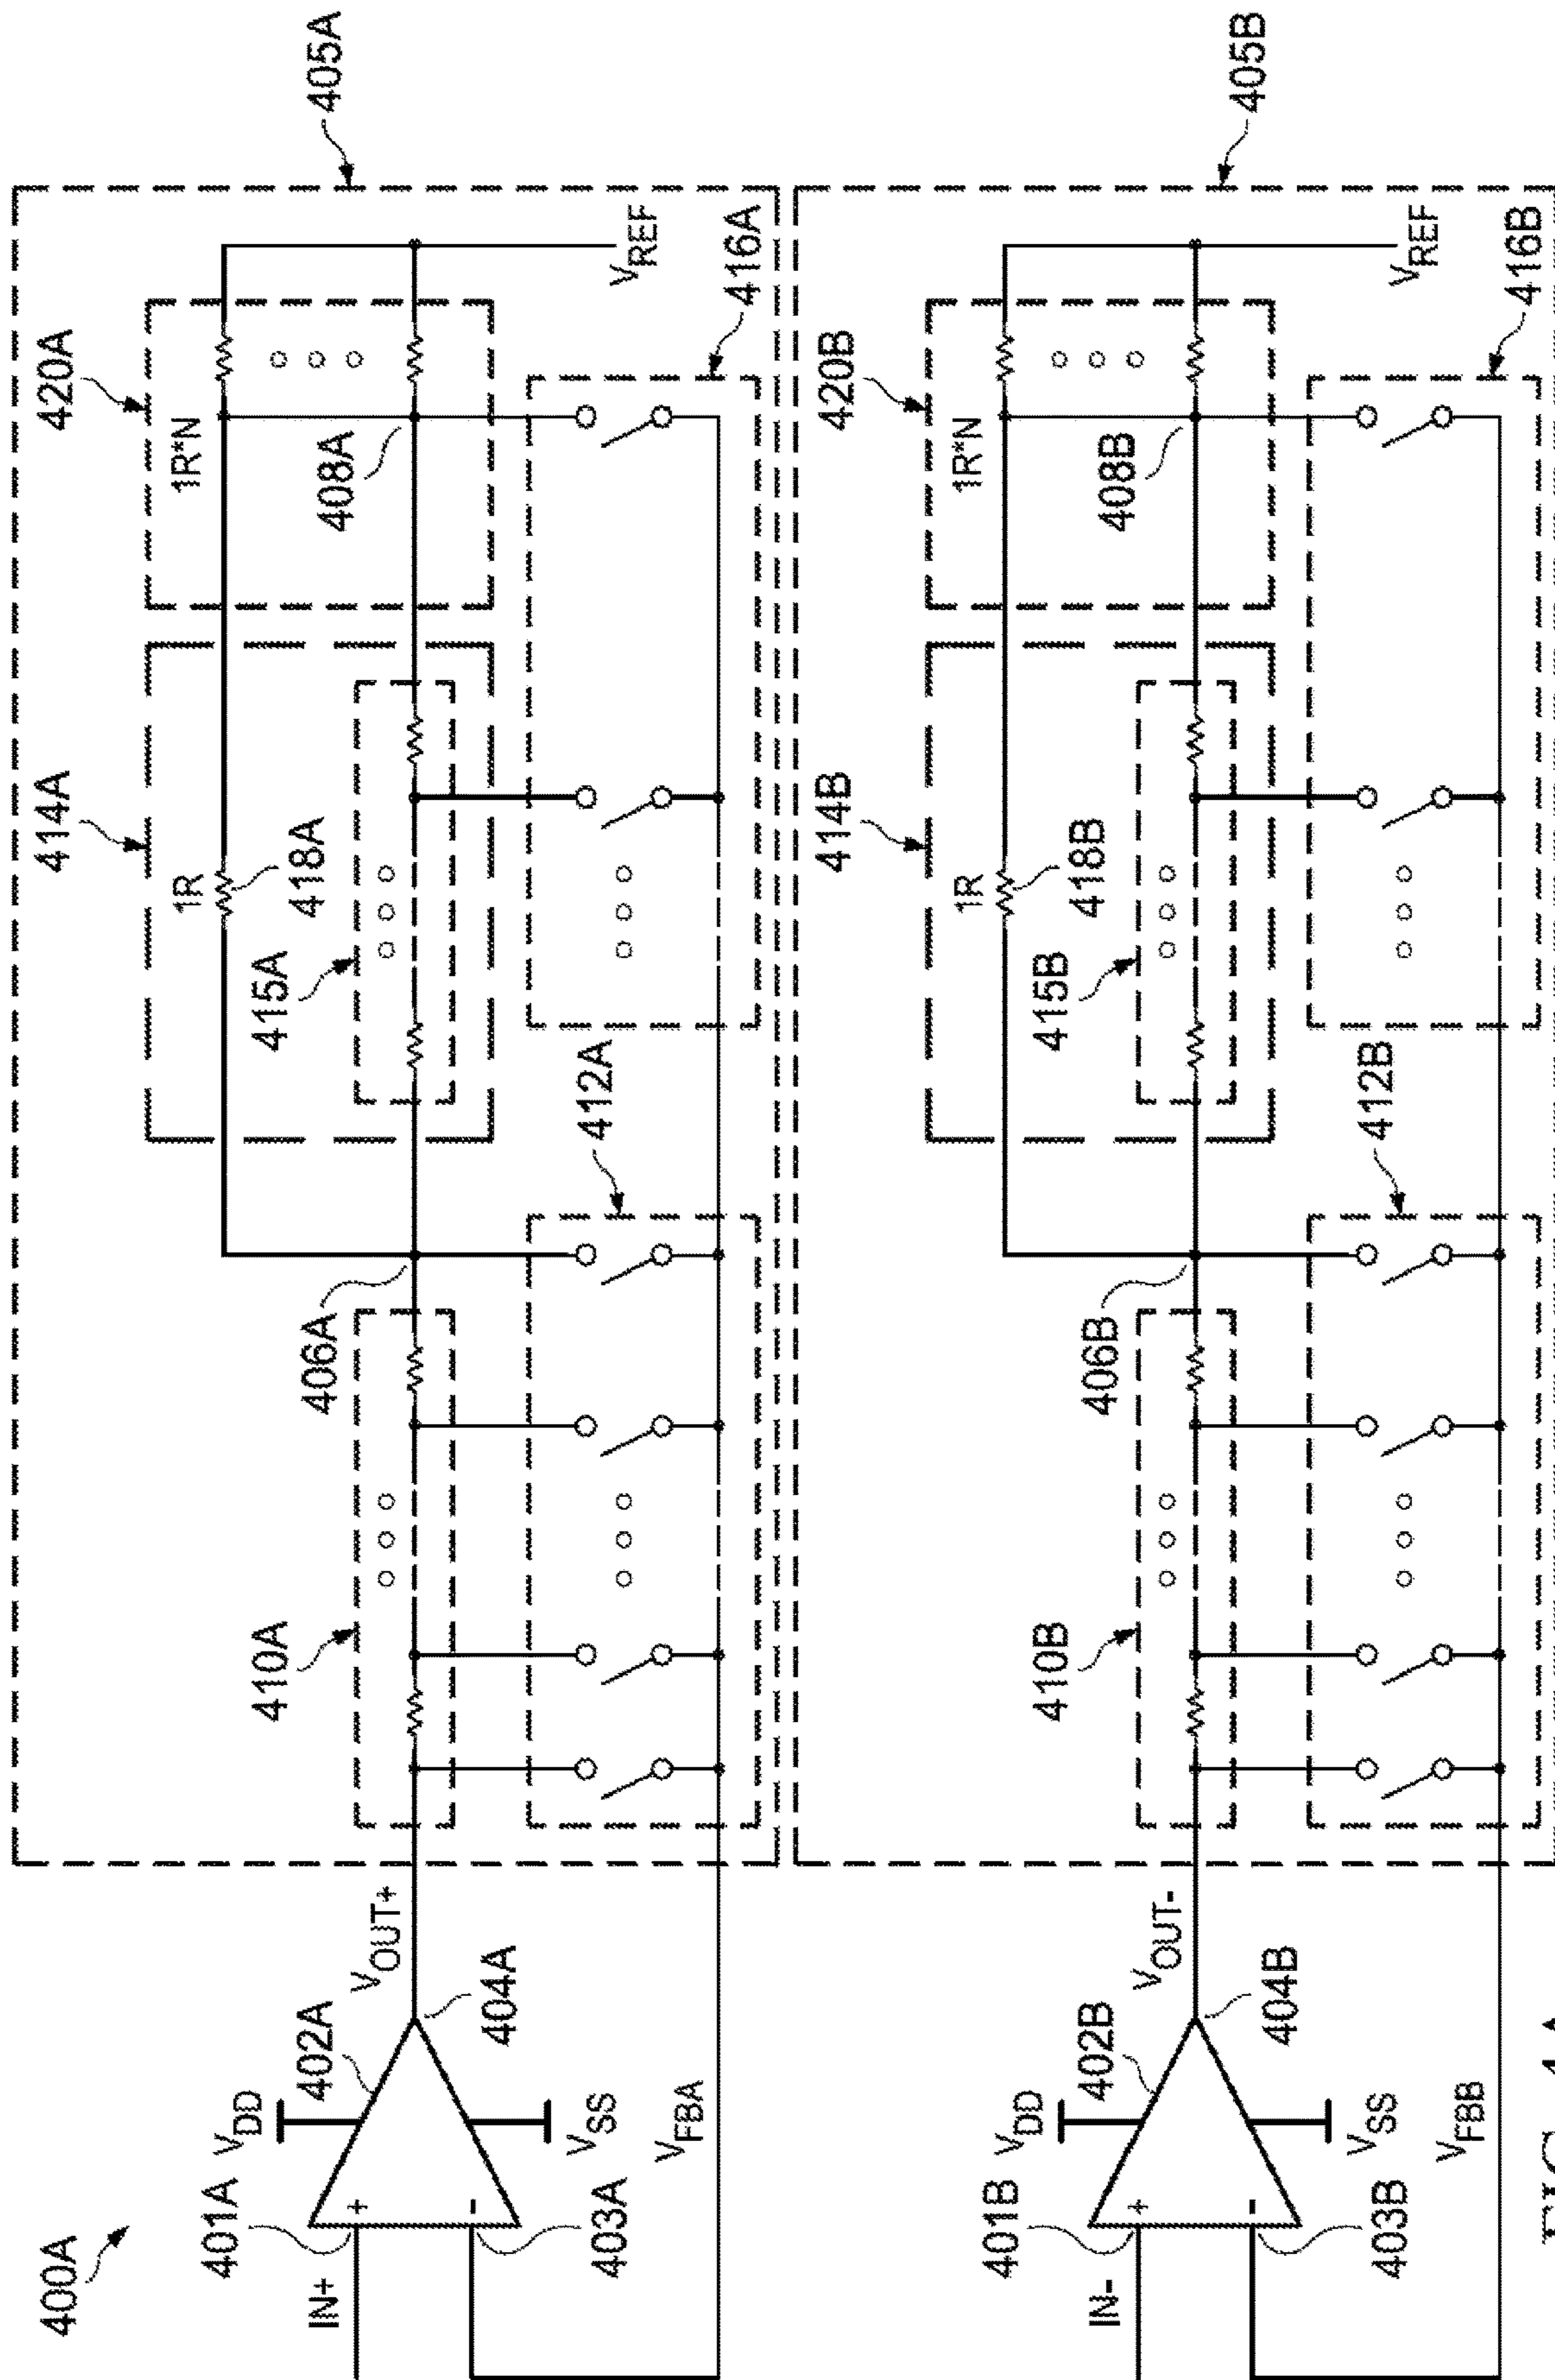 400A
IN+
401A
403A
+
-
V_DD
402A
V_SS
404A
V_OUT+
V_FBA
410A
406A
412A
414A
415A
1R
418A
420A
1R*N
408A
V_REF
416A
405A
IN-
401B
403B
+
-
V_DD
402B
V_SS
404B
V_OUT-
V_FBB
410B
406B
412B
414B
415B
1R
418B
420B
1R*N
408B
V_REF
416B
405B